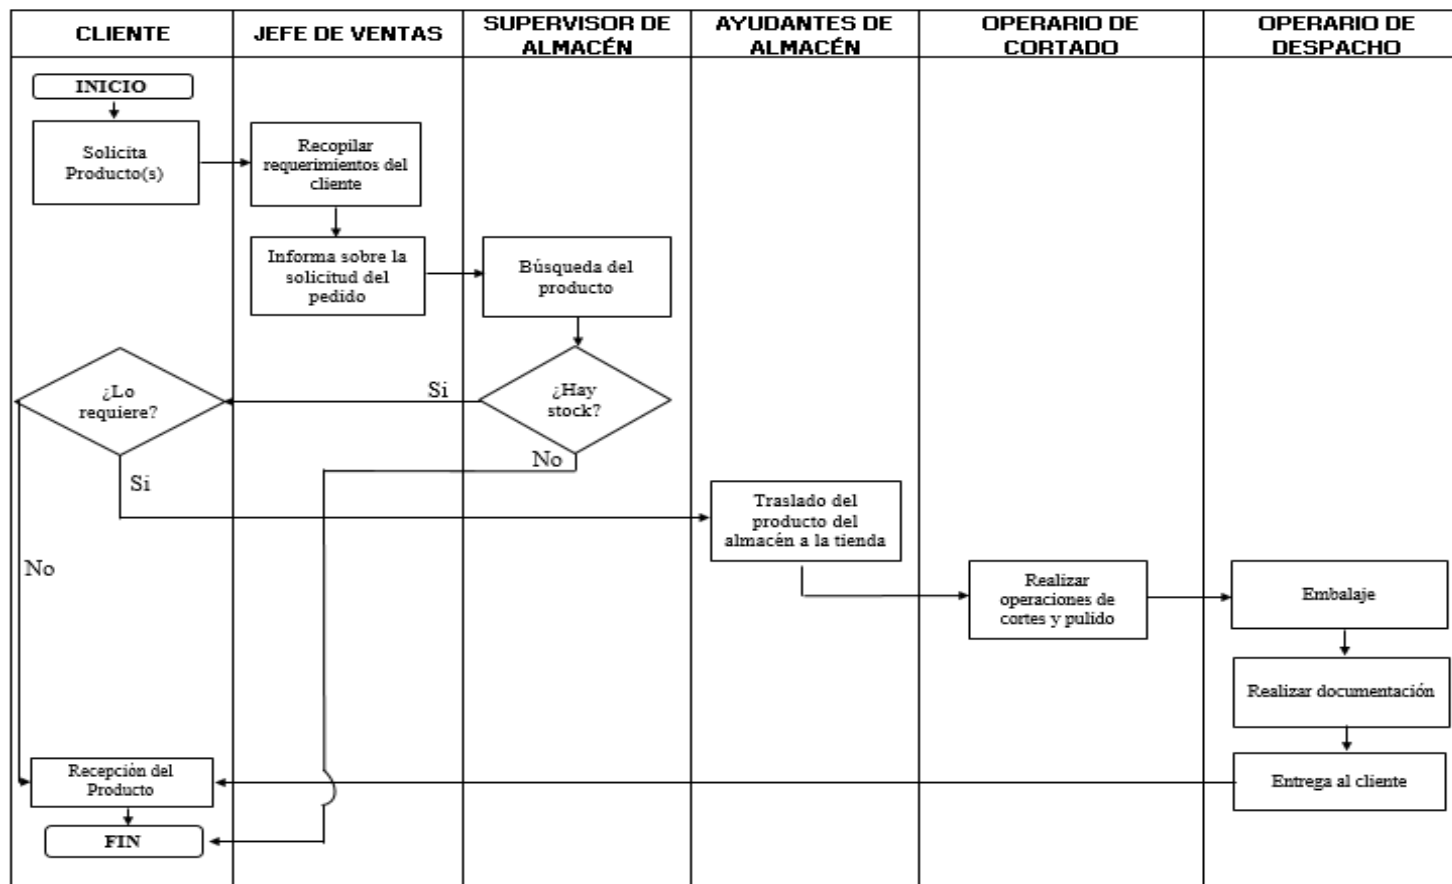 CLIENTE
JEFE DE VENTAS
SUPERVISOR DE
ALMACÉN
AYUDANTES DE
ALMACÉN
OPERARIO DE
CORTADO
OPERARIO DE
DESPACHO
INICIO
Solicita
Producto(s)
Recopilar
requerimientos del
cliente
Informa sobre la
solicitud del
pedido
Búsqueda del
producto
¿Lo
requiere?
Si
¿Hay
stock?
No
Si
Traslado del
producto del
almacén a la tienda
No
Realizar
operaciones de
cortes y pulido
Embalaje
Realizar documentación
Recepción del
Producto
Entrega al cliente
FIN